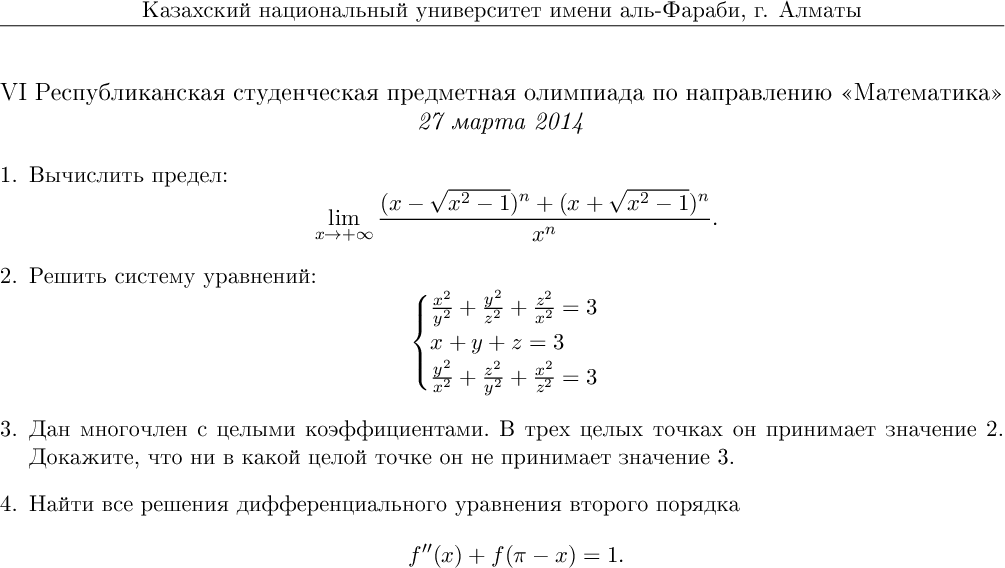 Казахский национальный университет имени аль-Фараби, г. Алматы
VI Республиканская студенческая предметная олимпиада по направлению «Математика»
27 марта 2014
1. Вычислить предел:
\lim_{x \to +\infty} \frac{(x - \sqrt{x^2 - 1})^n + (x + \sqrt{x^2 - 1})^n}{x^n}.
2. Решить систему уравнений:
\begin{cases} \frac{x^2}{y^2} + \frac{y^2}{z^2} + \frac{z^2}{x^2} = 3
x + y + z = 3
\frac{y^2}{x^2} + \frac{z^2}{y^2} + \frac{x^2}{z^2} = 3 \end{cases}
3. Дан многочлен с целыми коэффициентами. В трех целых точках он принимает значение 2.
Докажите, что ни в какой целой точке он не принимает значение 3.
4. Найти все решения дифференциального уравнения второго порядка
f''(x) + f(π − x) = 1.